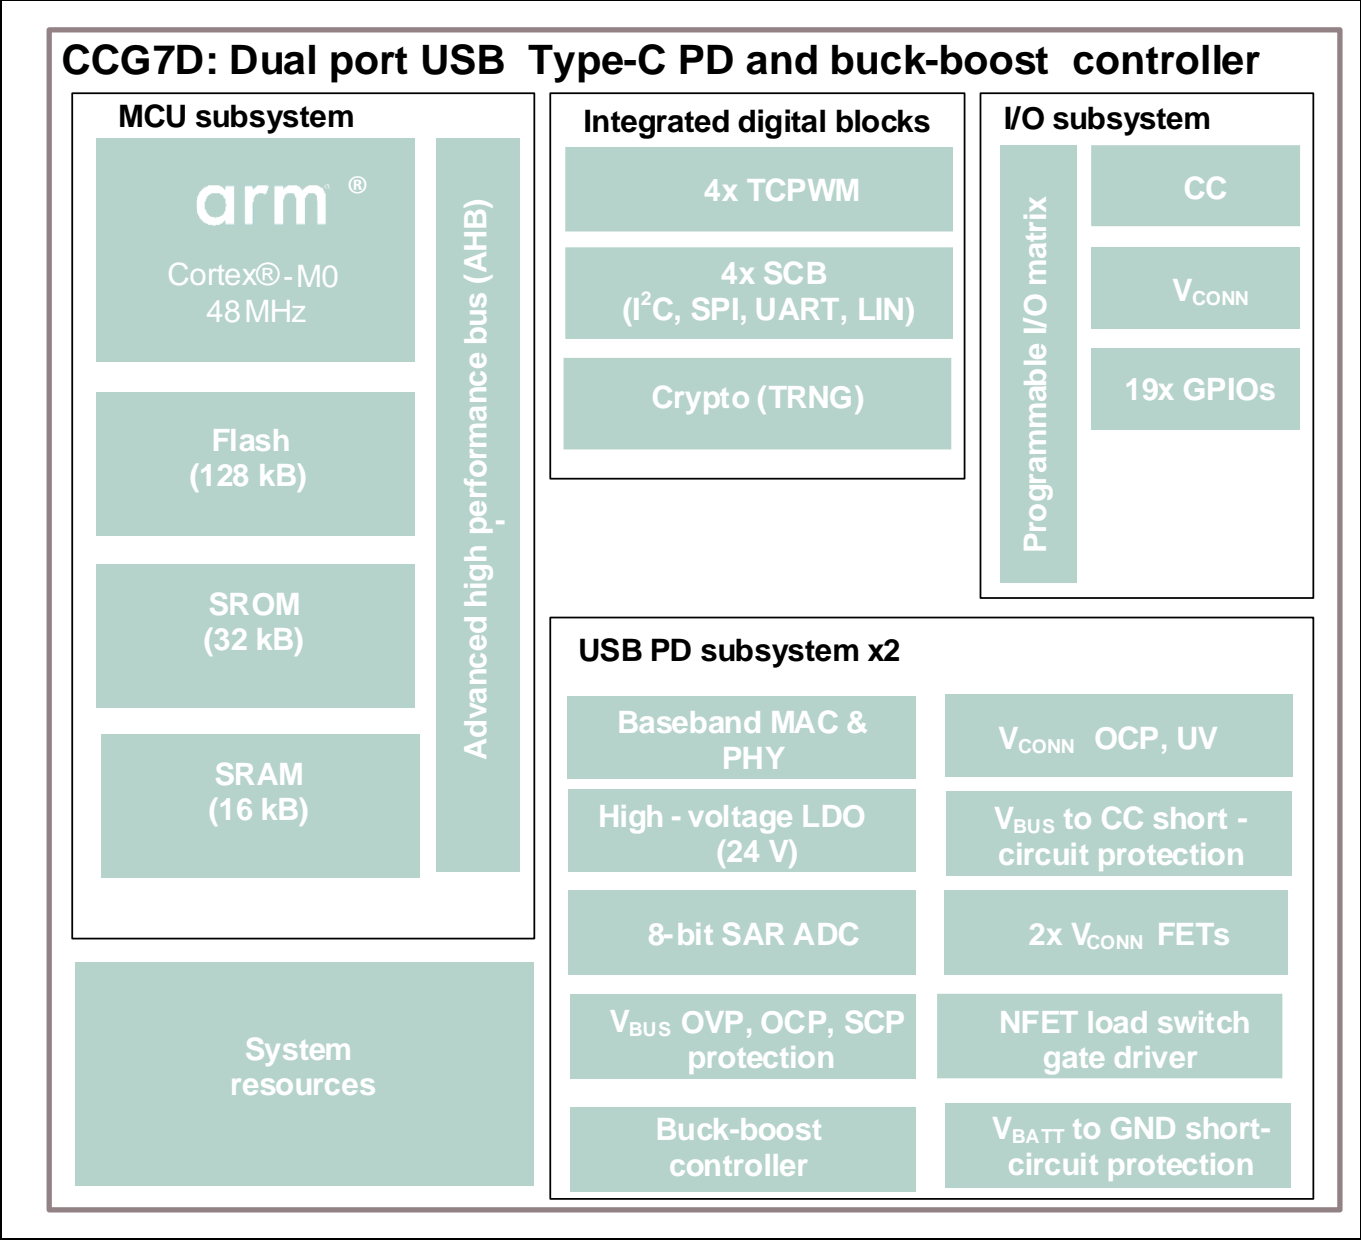 CCG7D: Dual port USB Type-C PD and buck-boost controller
MCU subsystem
arm ®
Cortex®-M0
48 MHz
Flash
(128 kB)
SROM
(32 kB)
SRAM
(16 kB)
Advanced high-performance bus (AHB)
System
resources
Integrated digital blocks
4x TCPWM
4x SCB
(I²C, SPI, UART, LIN)
Crypto (TRNG)
I/O subsystem
Programmable I/O matrix
CC
VCONN
19x GPIOs
USB PD subsystem x2
Baseband MAC &
PHY
High - voltage LDO
(24 V)
8-bit SAR ADC
VBUS OVP, OCP, SCP
protection
Buck-boost
controller
VCONN OCP, UV
VBUS to CC short -
circuit protection
2x VCONN FETs
NFET load switch
gate driver
VBATT to GND short-
circuit protection